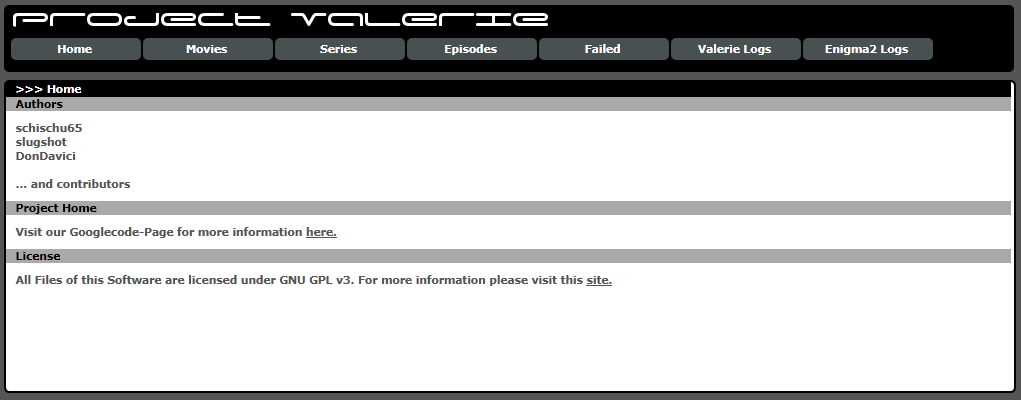 PROJECT VALERIE
Home Movies Series Episodes Failed Valerie Logs Enigma2 Logs
>>> Home
Authors
schischu65
slugshot
DonDavici
... and contributors
Project Home
Visit our Googlecode-Page for more information here.
License
All Files of this Software are licensed under GNU GPL v3. For more information please visit this site.